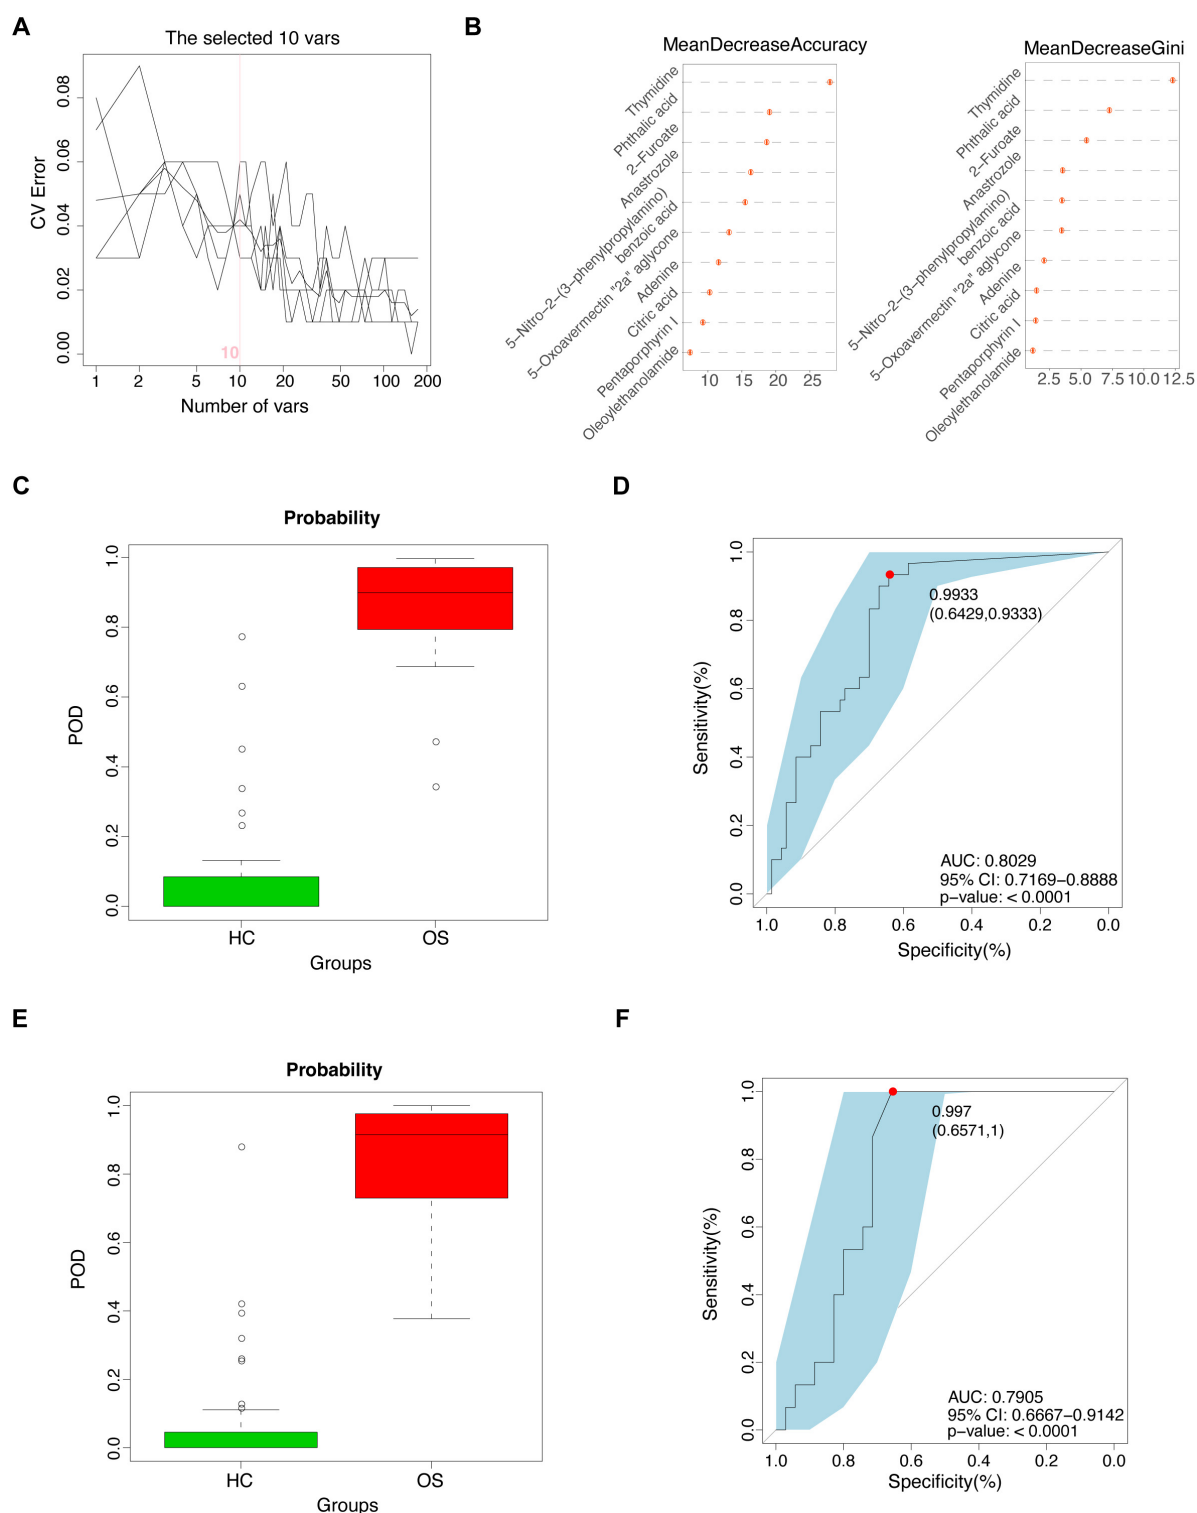 A
The selected 10 vars
CV Error
0.08
0.06
0.04
0.02
0.00
10
1 2 5 10 20 50 100 200
Number of vars
B
MeanDecreaseAccuracy
Thymidine
Phthalic acid
2−Furoate
Anastrozole
5−Nitro−2−(3−phenylpropylamino)
benzoic acid
5−Oxoavermectin "2a" aglycone
Adenine
Citric acid
Pentaporphyrin I
Oleoylethanolamide
10 15 20 25
MeanDecreaseGini
Thymidine
Phthalic acid
2−Furoate
Anastrozole
5−Nitro−2−(3−phenylpropylamino)
benzoic acid
5−Oxoavermectin "2a" aglycone
Adenine
Citric acid
Pentaporphyrin I
Oleoylethanolamide
2.5 5.0 7.5 10.0 12.5
C
Probability
POD
1.0
0.8
0.6
0.4
0.2
0.0
HC OS
Groups
D
Sensitivity(%)
1.0
0.8
0.6
0.4
0.2
0.0
0.9933
(0.6429,0.9333)
AUC: 0.8029
95% CI: 0.7169−0.8888
p−value: < 0.0001
1.0 0.8 0.6 0.4 0.2 0.0
Specificity(%)
E
Probability
POD
1.0
0.8
0.6
0.4
0.2
0.0
HC OS
Groups
F
Sensitivity(%)
1.0
0.8
0.6
0.4
0.2
0.0
0.997
(0.6571,1)
AUC: 0.7905
95% CI: 0.6667−0.9142
p−value: < 0.0001
1.0 0.8 0.6 0.4 0.2 0.0
Specificity(%)